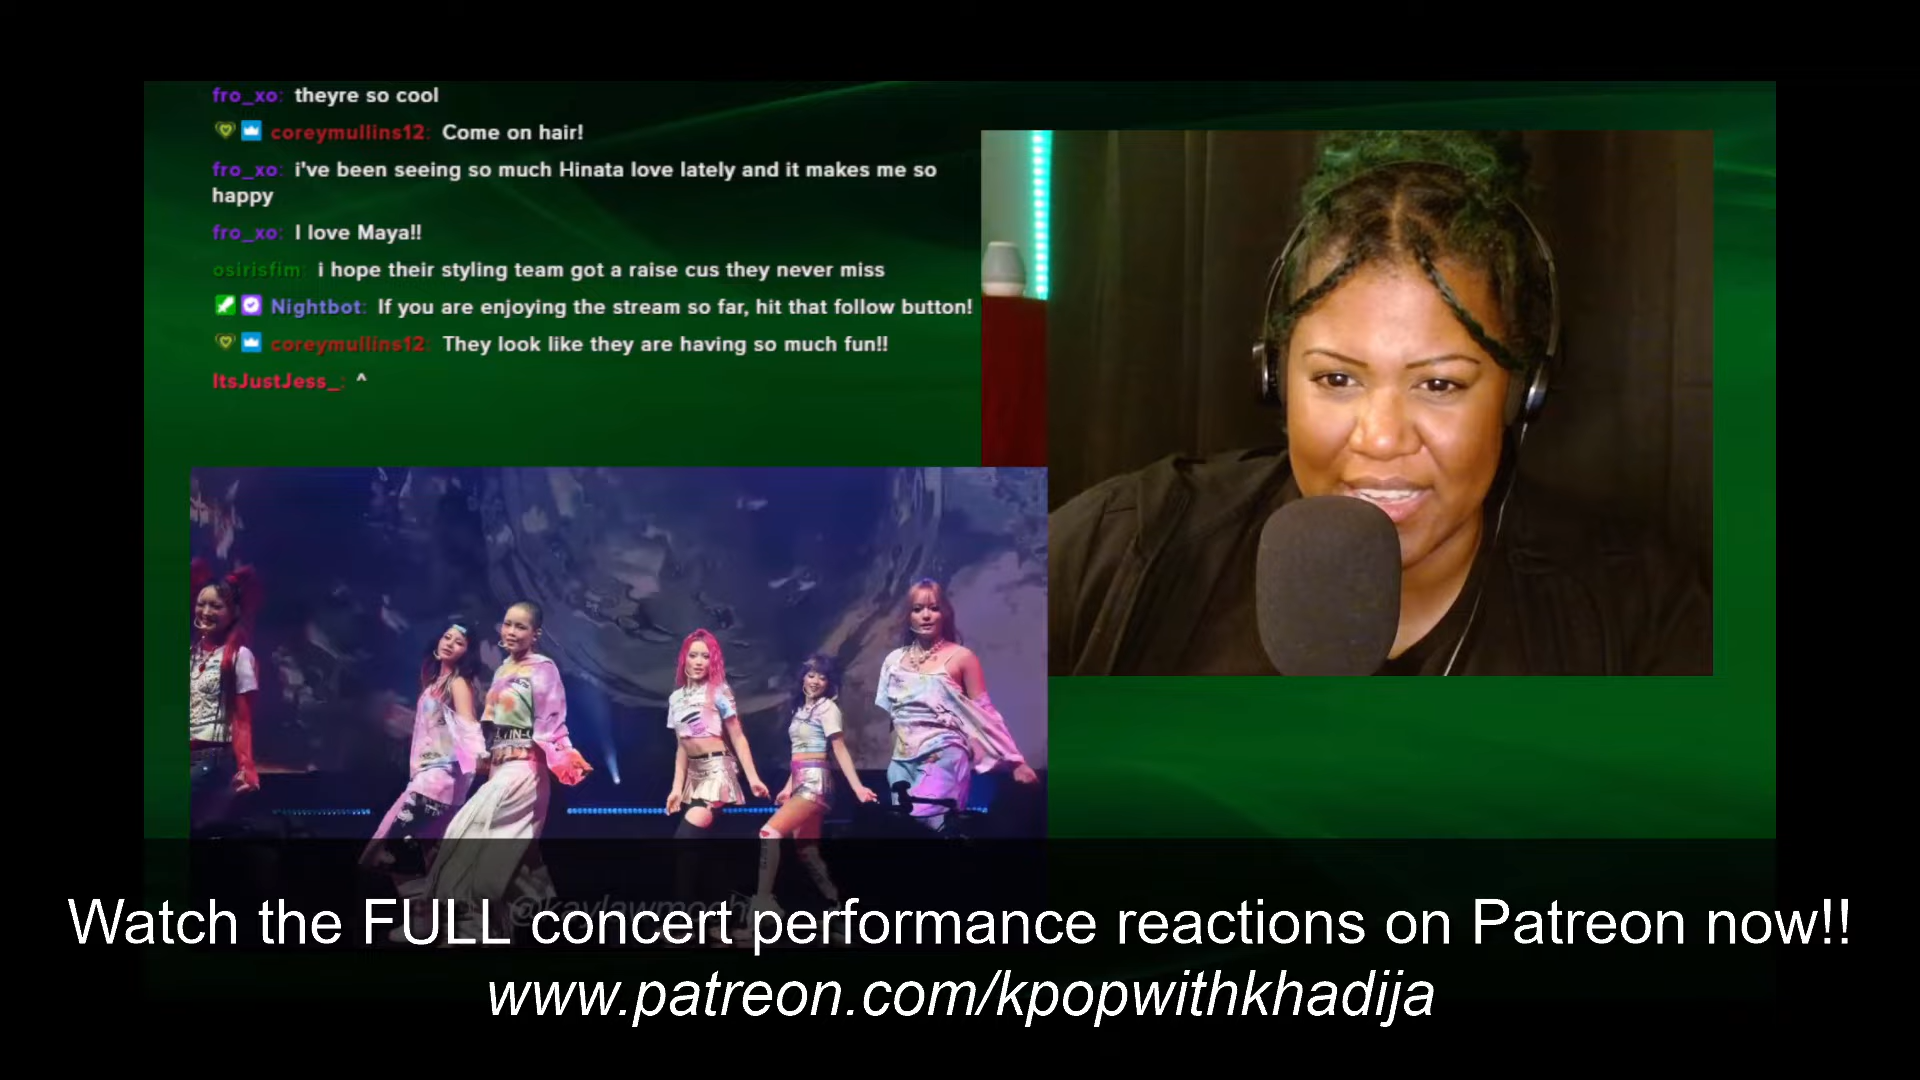 fro_xo: theyre so cool
coreymullins12: Come on hair!
fro_xo: i've been seeing so much Hinata love lately and it makes me so
happy
fro_xo: I love Maya!!
osirisfim: i hope their styling team got a raise cus they never miss
Nightbot: If you are enjoying the stream so far, hit that follow button!
coreymullins12: They look like they are having so much fun!!
ItsJustJess_: ^
Watch the FULL concert performance reactions on Patreon now!!
www.patreon.com/kpopwithkhadija